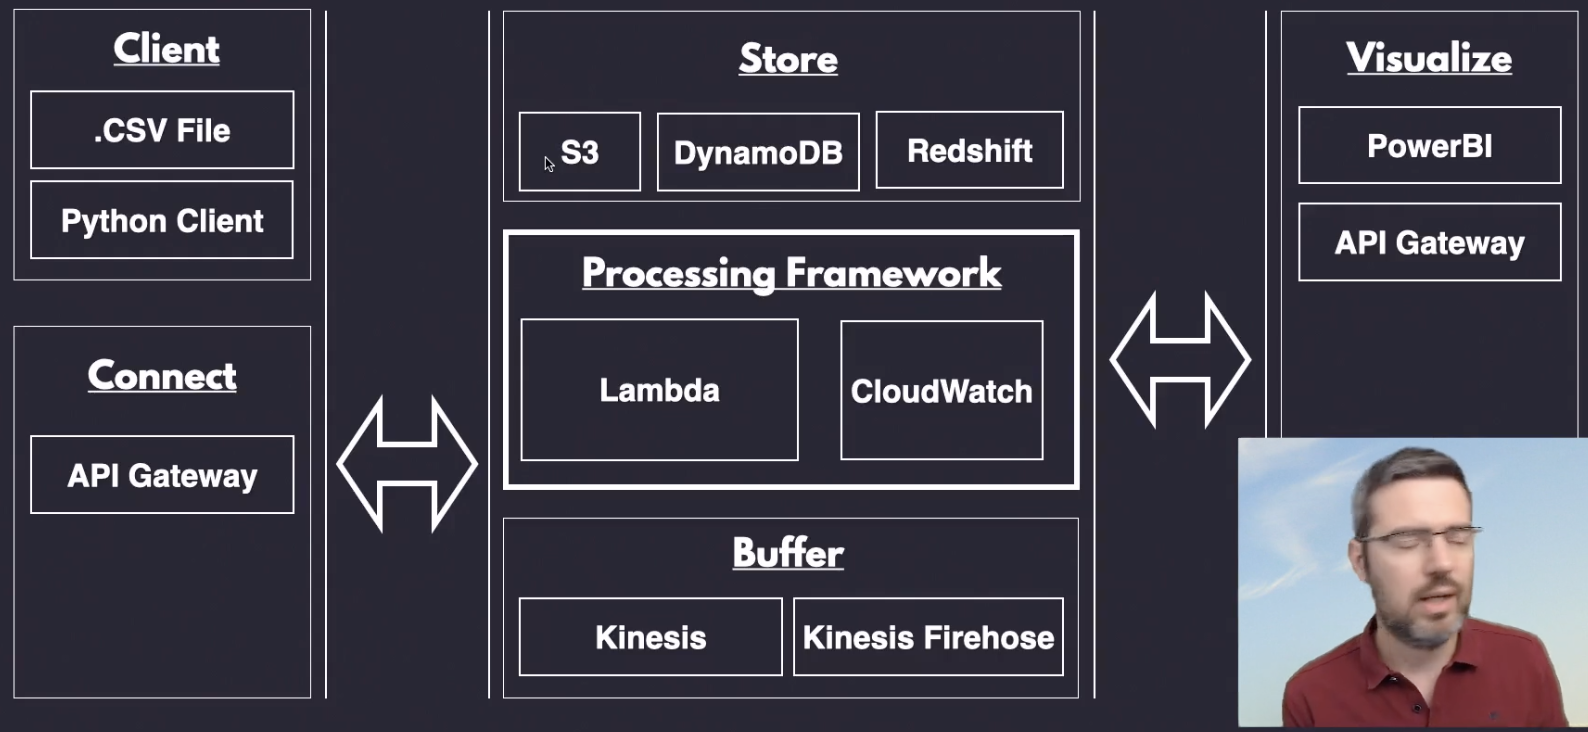 Client
.CSV File
Python Client
Connect
API Gateway
Store
S3
DynamoDB
Redshift
Processing Framework
Lambda
CloudWatch
Buffer
Kinesis
Kinesis Firehose
Visualize
PowerBI
API Gateway